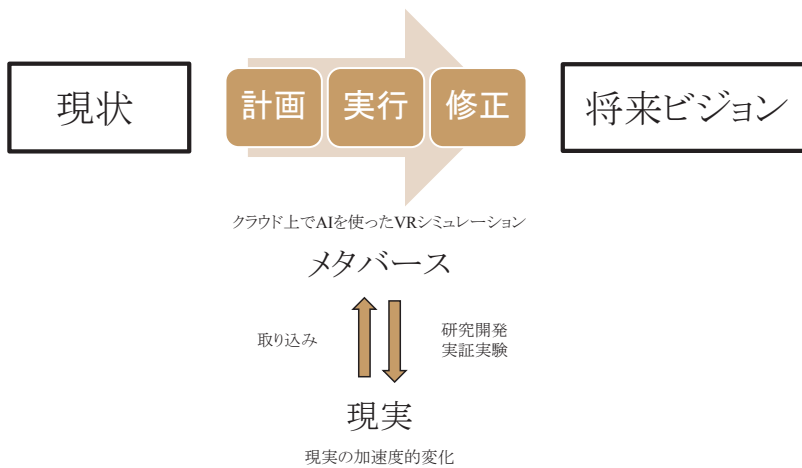 現状
計画
実行
修正
将来ビジョン
クラウド上でAIを使ったVRシミュレーション
メタバース
取り込み
研究開発
実証実験
現実
現実の加速度的変化